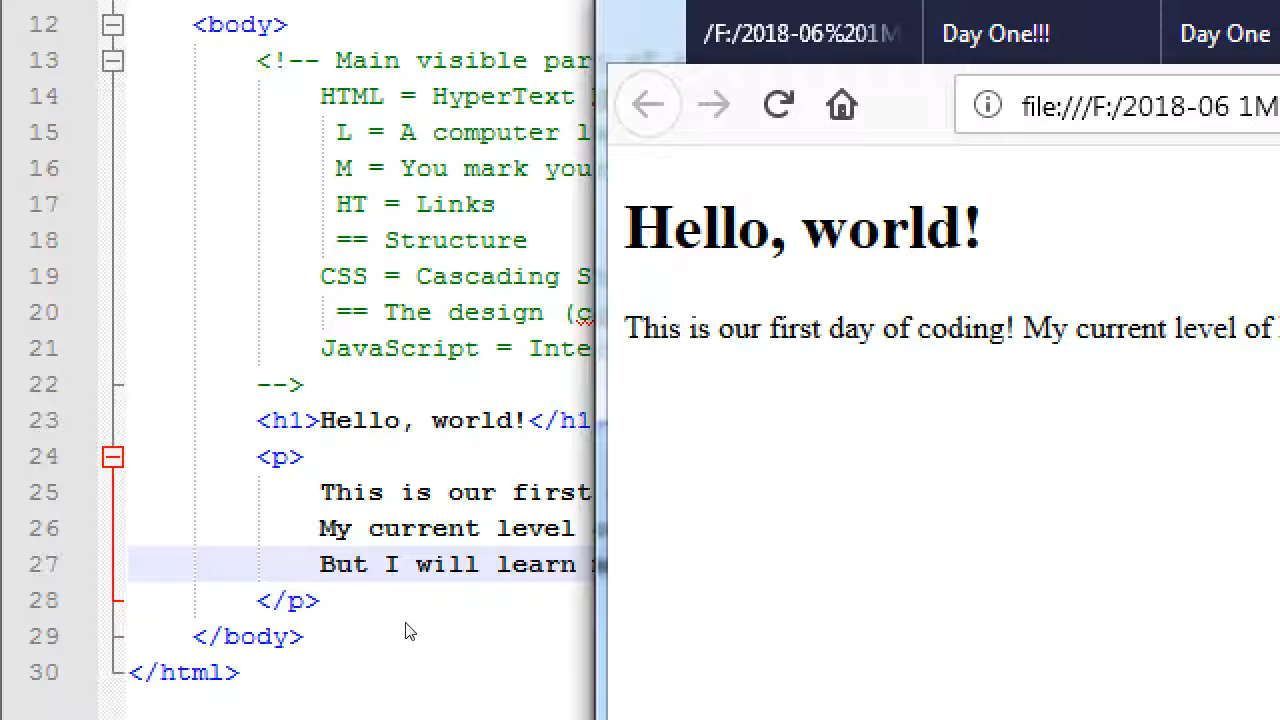 12 <body>
13 <!-- Main visible par
14 HTML = HyperText
15 L = A computer l
16 M = You mark you
17 HT = Links
18 == Structure
19 CSS = Cascading S
20 == The design (c
21 JavaScript = Inte
22 -->
23 <h1>Hello, world!</h1
24 <p>
25 This is our first
26 My current level
27 But I will learn
28 </p>
29 </body>
30 </html>
/F:/2018-06%201M
Day One!!!
Day One
file:///F:/2018-06 1M
Hello, world!
This is our first day of coding! My current level of